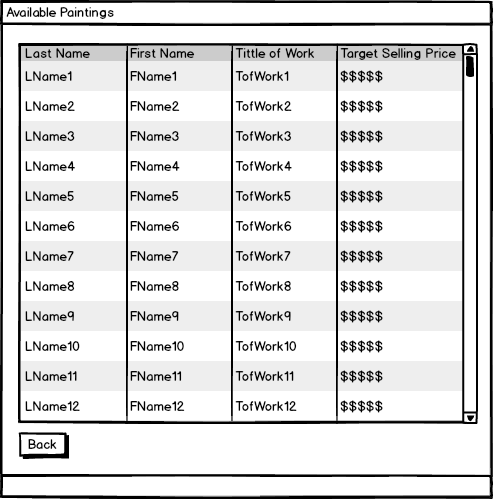 Available Paintings
Last Name First Name Tittle of Work Target Selling Price
LName1 FName1 TofWork1 $$$$$
LName2 FName2 TofWork2 $$$$$
LName3 FName3 TofWork3 $$$$$
LName4 FName4 TofWork4 $$$$$
LName5 FName5 TofWork5 $$$$$
LName6 FName6 TofWork6 $$$$$
LName7 FName7 TofWork7 $$$$$
LName8 FName8 TofWork8 $$$$$
LName9 FName9 TofWork9 $$$$$
LName10 FName10 TofWork10 $$$$$
LName11 FName11 TofWork11 $$$$$
LName12 FName12 TofWork12 $$$$$
Back